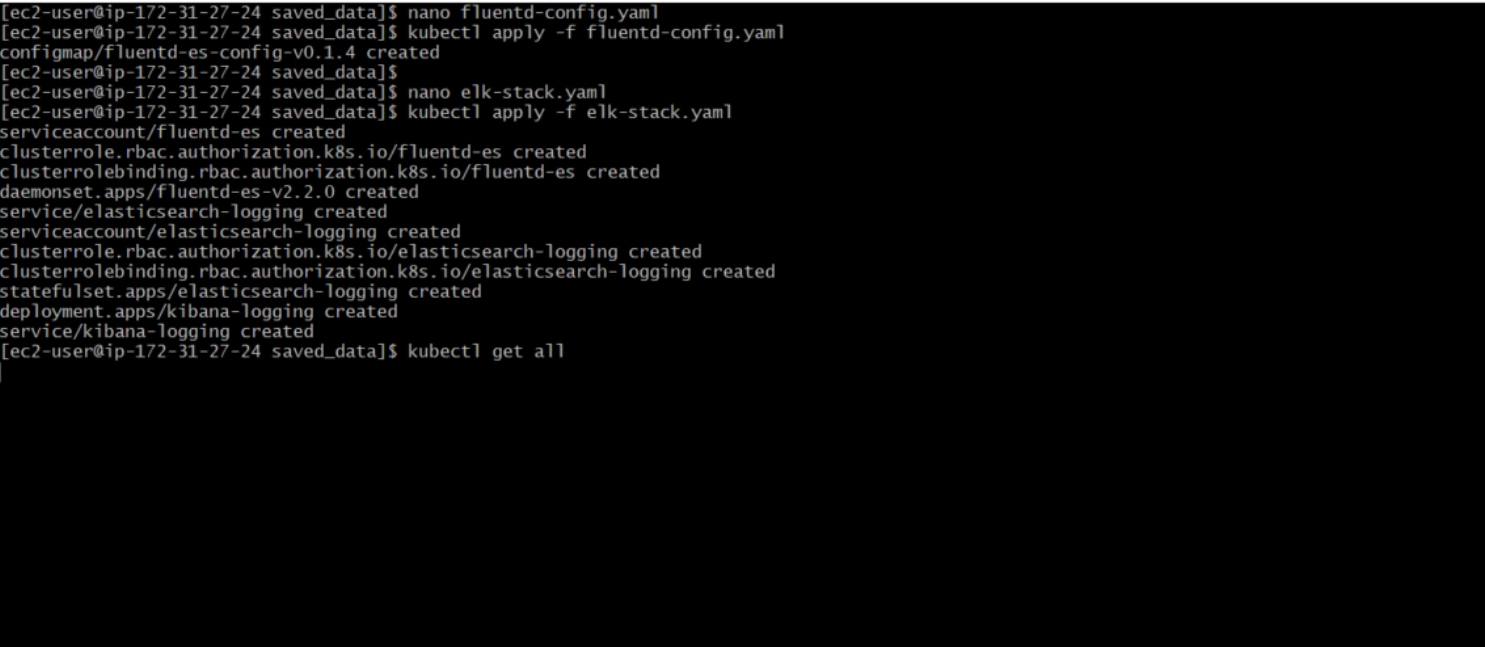 [ec2-user@ip-172-31-27-24 saved_data]$ nano fluentd-config.yaml
[ec2-user@ip-172-31-27-24 saved_data]$ kubectl apply -f fluentd-config.yaml
configmap/fluentd-es-config-v0.1.4 created
[ec2-user@ip-172-31-27-24 saved_data]$
[ec2-user@ip-172-31-27-24 saved_data]$ nano elk-stack.yaml
[ec2-user@ip-172-31-27-24 saved_data]$ kubectl apply -f elk-stack.yaml
serviceaccount/fluentd-es created
clusterrole.rbac.authorization.k8s.io/fluentd-es created
clusterrolebinding.rbac.authorization.k8s.io/fluentd-es created
daemonset.apps/fluentd-es-v2.2.0 created
service/elasticsearch-logging created
serviceaccount/elasticsearch-logging created
clusterrole.rbac.authorization.k8s.io/elasticsearch-logging created
clusterrolebinding.rbac.authorization.k8s.io/elasticsearch-logging created
statefulset.apps/elasticsearch-logging created
deployment.apps/kibana-logging created
service/kibana-logging created
[ec2-user@ip-172-31-27-24 saved_data]$ kubectl get all